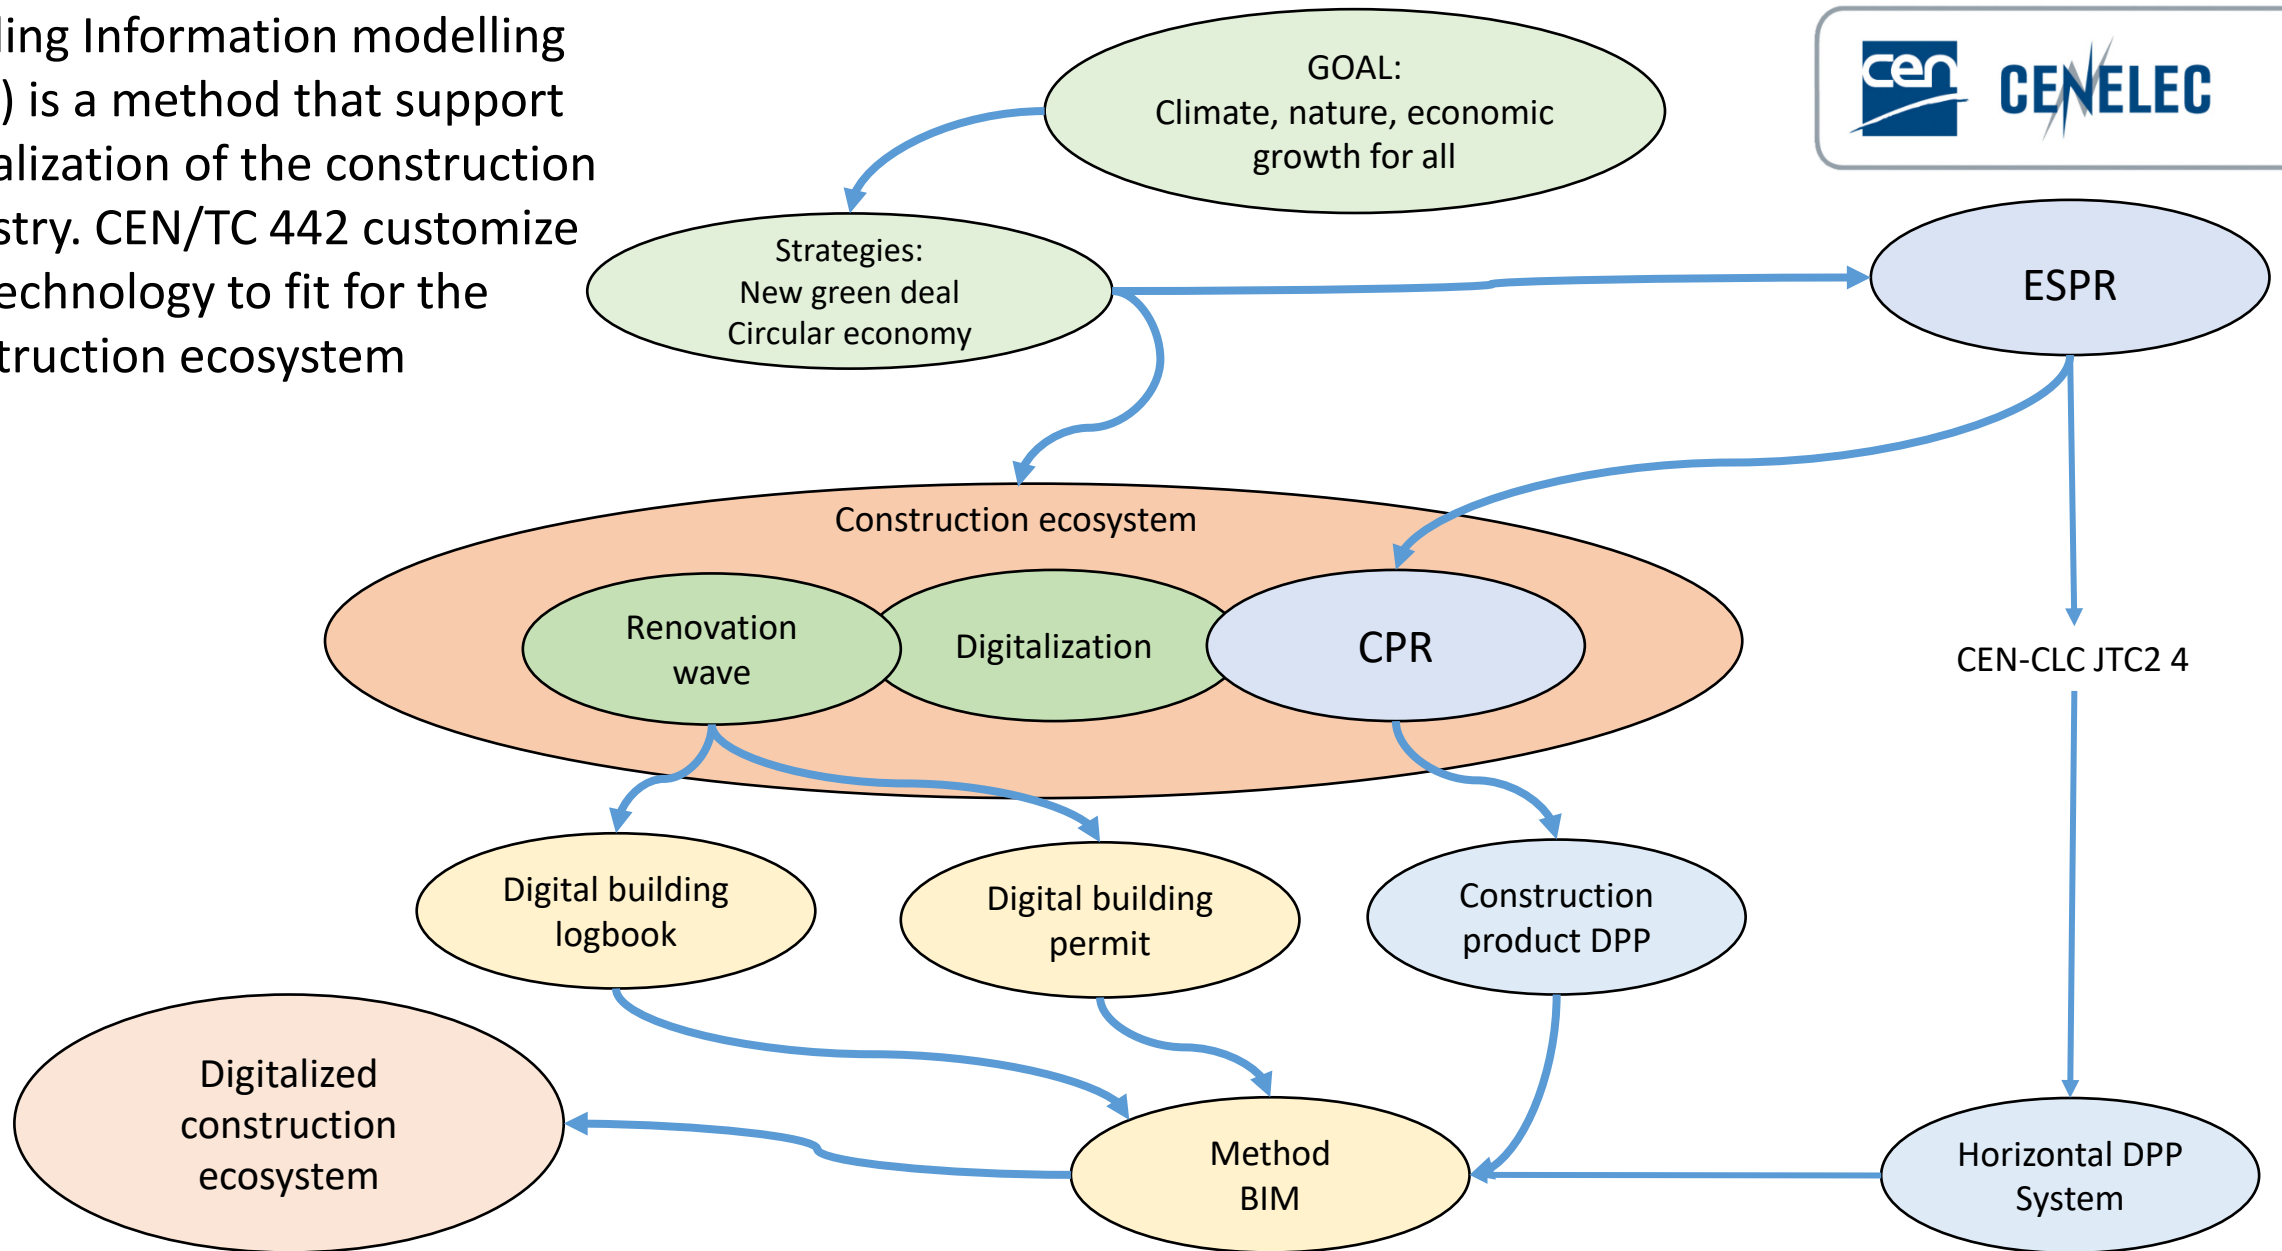 ling Information modelling
) is a method that support
alization of the construction
stry. CEN/TC 442 customize
echnology to fit for the
truction ecosystem
GOAL:
Climate, nature, economic
growth for all
cen
CENELEC
Strategies:
New green deal
Circular economy
ESPR
Construction ecosystem
Renovation
wave
Digitalization
CPR
CEN-CLC JTC2 4
Digital building
logbook
Digital building
permit
Construction
product DPP
Digitalized
construction
ecosystem
Method
BIM
Horizontal DPP
System